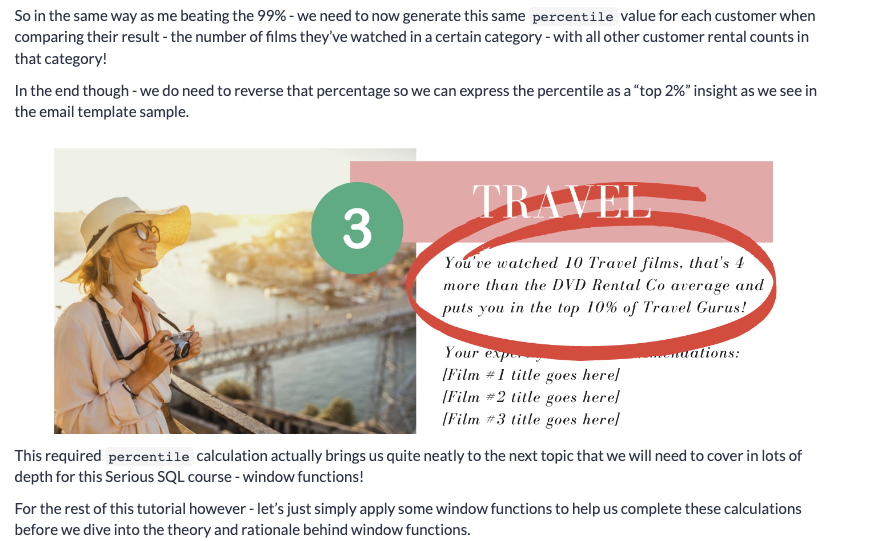 So in the same way as me beating the 99% - we need to now generate this same percentile value for each customer when
comparing their result - the number of films they’ve watched in a certain category - with all other customer rental counts in
that category!
In the end though - we do need to reverse that percentage so we can express the percentile as a “top 2%” insight as we see in
the email template sample.
3
TRAVEL
You've watched 10 Travel films, that's 4
more than the DVD Rental Co average and
puts you in the top 10% of Travel Gurus!
Your
[Film #1 title goes here]
[Film #2 title goes here]
[Film #3 title goes here]
This required percentile calculation actually brings us quite neatly to the next topic that we will need to cover in lots of
depth for this Serious SQL course - window functions!
For the rest of this tutorial however - let’s just simply apply some window functions to help us complete these calculations
before we dive into the theory and rationale behind window functions.